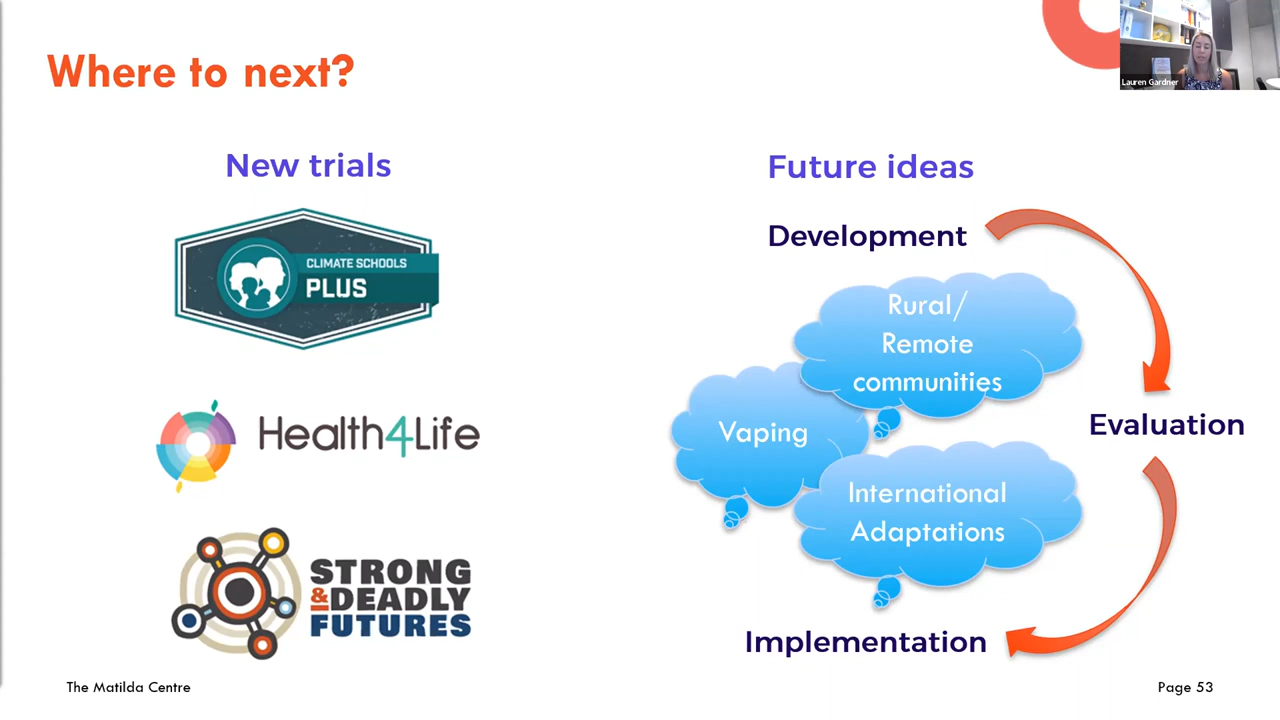 Where to next?
Lauren Gardner
New trials
CLIMATE SCHOOLS
PLUS
Health4Life
STRONG
&DEADLY
FUTURES
Future ideas
Development
Rural/
Remote
communities
Vaping
International
Adaptations
Evaluation
Implementation
The Matilda Centre
Page 53